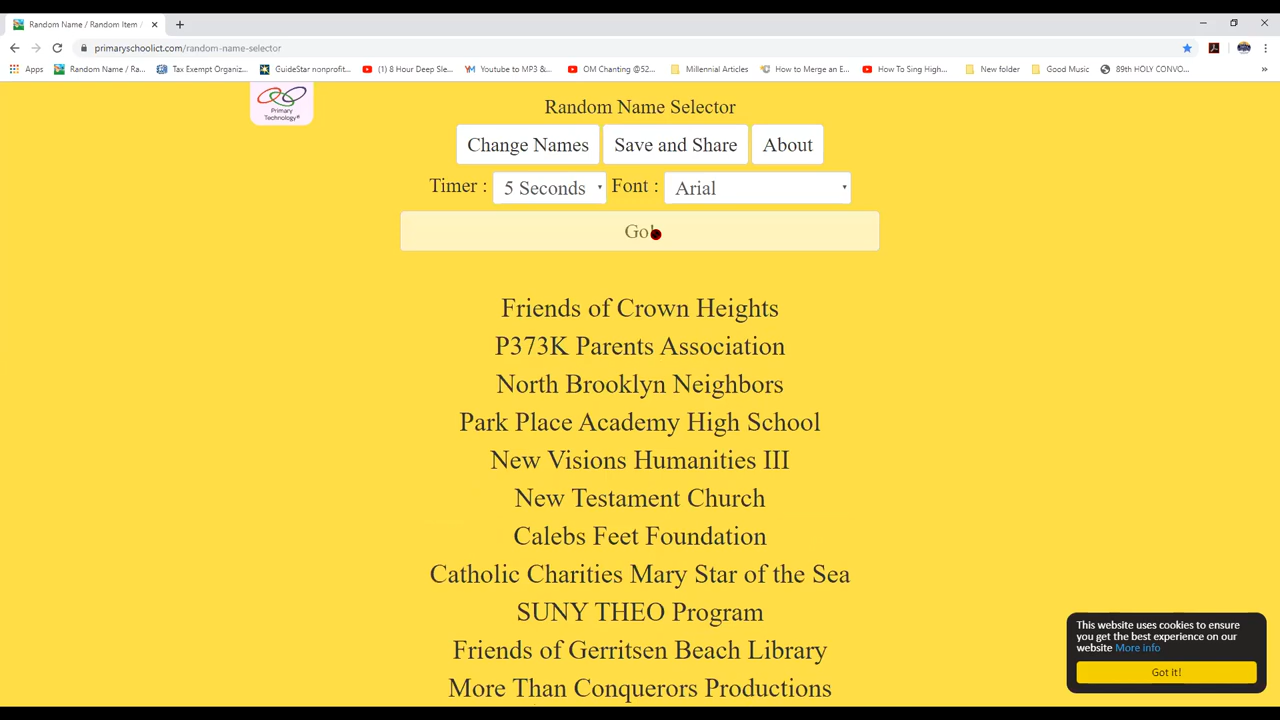 Random Name / Random Item /
primaryschoolict.com/random-name-selector
Apps
Random Name / Ra...
Tax Exempt Organiz...
GuideStar nonprofit...
(1) 8 Hour Deep Sle...
Youtube to MP3 &...
OM Chanting @52...
Millennial Articles
How to Merge an E...
How To Sing High...
New folder
Good Music
89th HOLY CONVO...
»
Primary
Technology®
Random Name Selector
Change Names
Save and Share
About
Timer :
5 Seconds
Font :
Arial
Go!
Friends of Crown Heights
P373K Parents Association
North Brooklyn Neighbors
Park Place Academy High School
New Visions Humanities III
New Testament Church
Calebs Feet Foundation
Catholic Charities Mary Star of the Sea
SUNY THEO Program
Friends of Gerritsen Beach Library
More Than Conquerors Productions
This website uses cookies to ensure
you get the best experience on our
website More info
Got it!